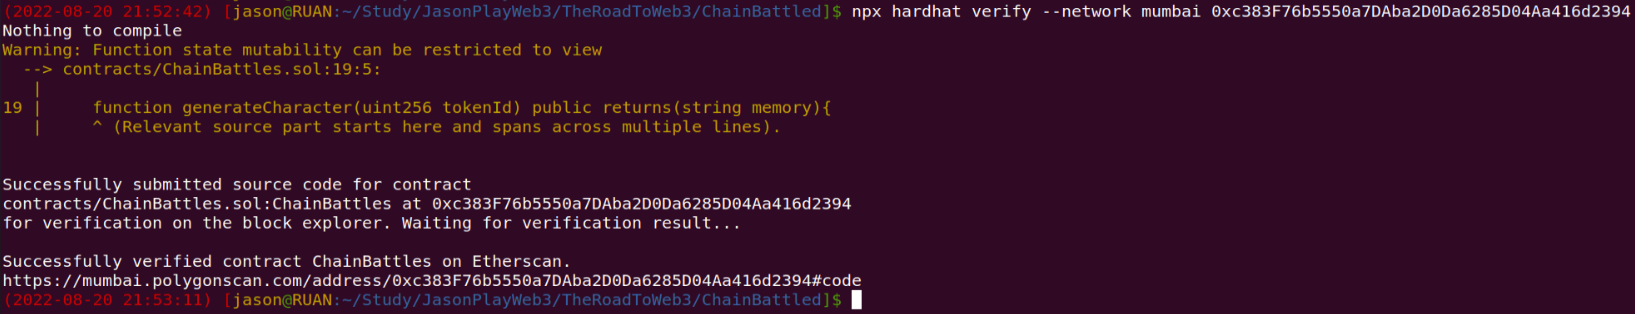 (2022-08-20 21:52:42) [jason@RUAN:~/Study/JasonPlayWeb3/TheRoadToWeb3/ChainBattled]$ npx hardhat verify --network mumbai 0xc383F76b5550a7DAba2D0Da6285D04Aa416d2394
Nothing to compile
Warning: Function state mutability can be restricted to view
  --> contracts/ChainBattles.sol:19:5:
   |
19 |     function generateCharacter(uint256 tokenId) public returns(string memory){
   |     ^ (Relevant source part starts here and spans across multiple lines).
Successfully submitted source code for contract
contracts/ChainBattles.sol:ChainBattles at 0xc383F76b5550a7DAba2D0Da6285D04Aa416d2394
for verification on the block explorer. Waiting for verification result...
Successfully verified contract ChainBattles on Etherscan.
https://mumbai.polygonscan.com/address/0xc383F76b5550a7DAba2D0Da6285D04Aa416d2394#code
(2022-08-20 21:53:11) [jason@RUAN:~/Study/JasonPlayWeb3/TheRoadToWeb3/ChainBattled]$